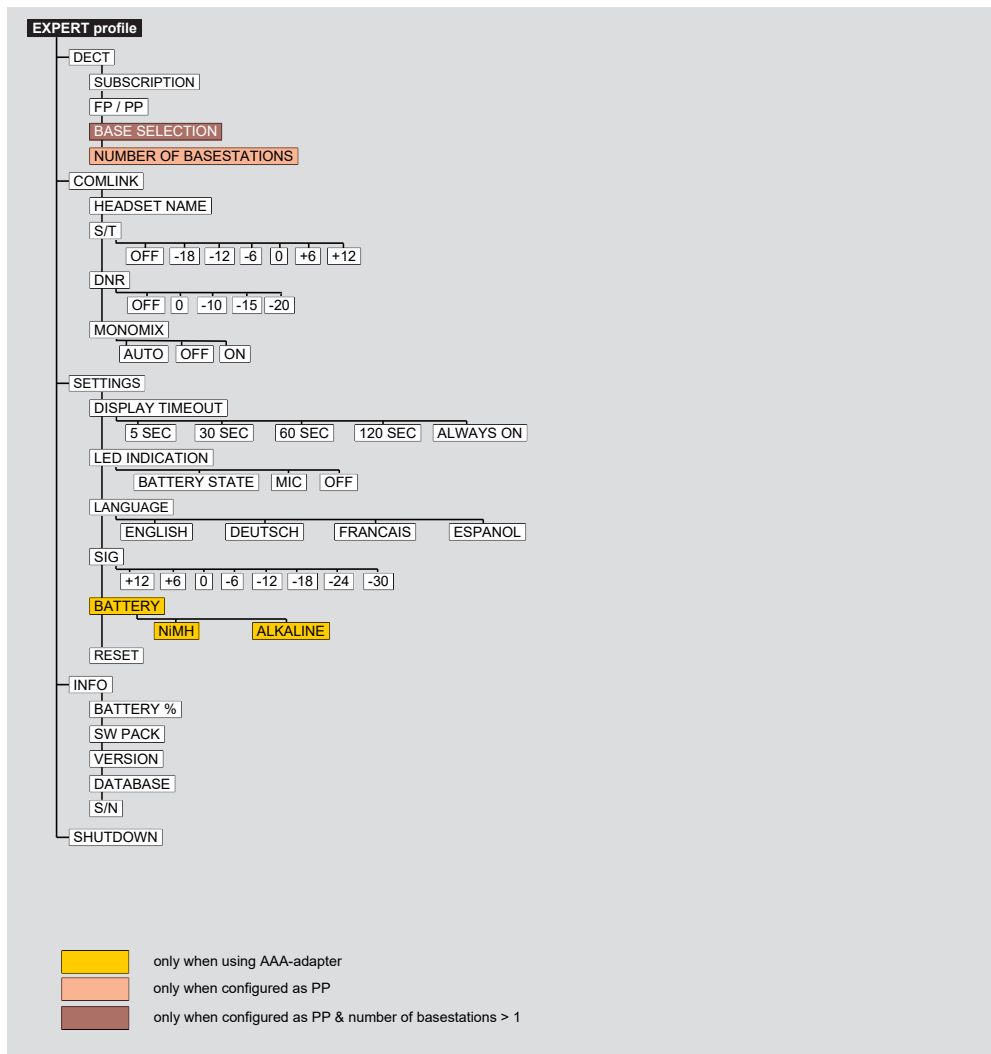 EXPERT profile
DECT
SUBSCRIPTION
FP / PP
BASE SELECTION
NUMBER OF BASESTATIONS
COMLINK
HEADSET NAME
S/T
OFF -18 -12 -6 0 +6 +12
DNR
OFF 0 -10 -15 -20
MONOMIX
AUTO OFF ON
SETTINGS
DISPLAY TIMEOUT
5 SEC 30 SEC 60 SEC 120 SEC ALWAYS ON
LED INDICATION
BATTERY STATE MIC OFF
LANGUAGE
ENGLISH DEUTSCH FRANCAIS ESPANOL
SIG
+12 +6 0 -6 -12 -18 -24 -30
BATTERY
NiMH ALKALINE
RESET
INFO
BATTERY %
SW PACK
VERSION
DATABASE
S/N
SHUTDOWN
only when using AAA-adapter
only when configured as PP
only when configured as PP & number of basestations > 1